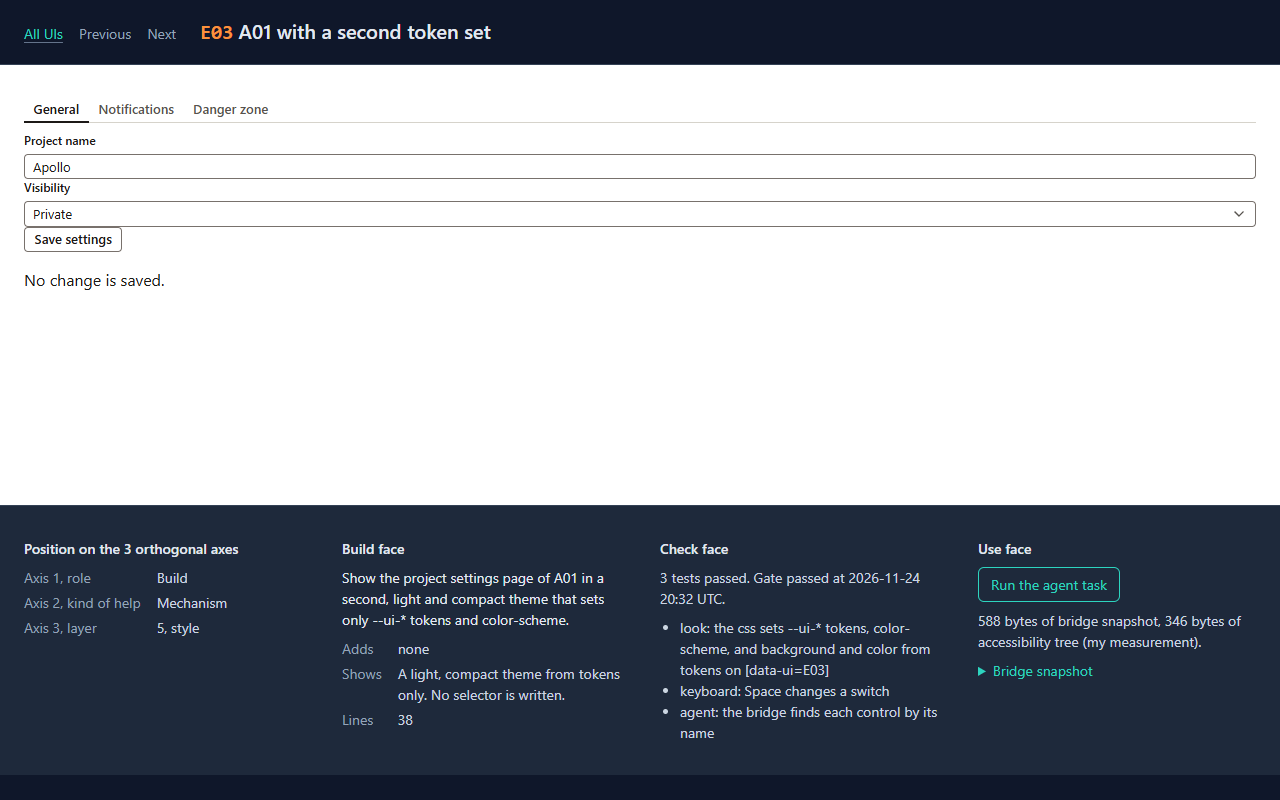 All UIs Previous Next E03 A01 with a second token set
General Notifications Danger zone
Project name
Apollo
Visibility
Private
Save settings
No change is saved.
Position on the 3 orthogonal axes
Axis 1, role Build
Axis 2, kind of help Mechanism
Axis 3, layer 5, style
Build face
Show the project settings page of A01 in a
second, light and compact theme that sets
only --ui-* tokens and color-scheme.
Adds none
Shows A light, compact theme from tokens
only. No selector is written.
Lines 38
Check face
3 tests passed. Gate passed at 2026-11-24
20:32 UTC.
• look: the css sets --ui-* tokens, color-
scheme, and background and color from
tokens on [data-ui=E03]
• keyboard: Space changes a switch
• agent: the bridge finds each control by its
name
Use face
Run the agent task
588 bytes of bridge snapshot, 346 bytes of
accessibility tree (my measurement).
▶ Bridge snapshot